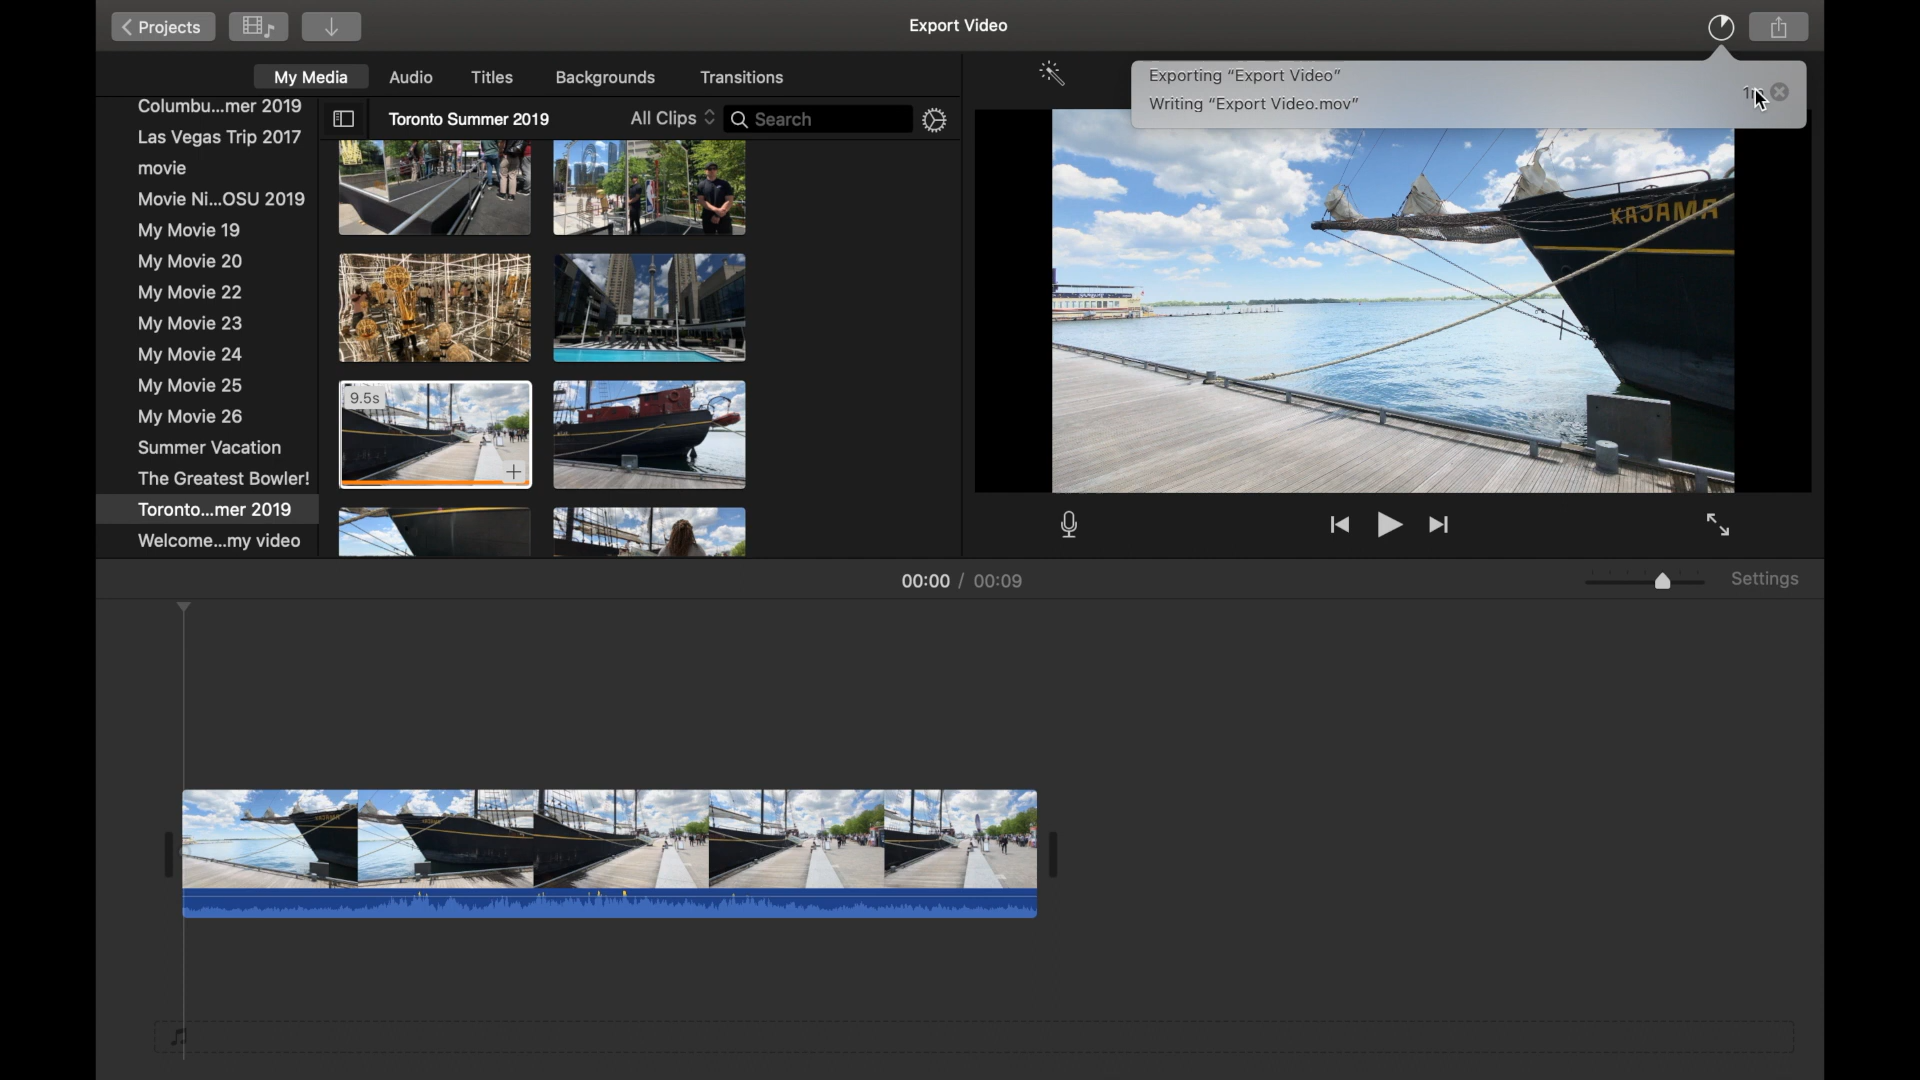 Projects
Export Video
My Media
Audio
Titles
Backgrounds
Transitions
Exporting “Export Video”
Writing “Export Video.mov”
Columbu...mer 2019
Las Vegas Trip 2017
movie
Movie Ni...OSU 2019
My Movie 19
My Movie 20
My Movie 22
My Movie 23
My Movie 24
My Movie 25
My Movie 26
Summer Vacation
The Greatest Bowler!
Toronto...mer 2019
Welcome...my video
Toronto Summer 2019
All Clips
Search
9.5s
KAJAMA
00:00 / 00:09
Settings